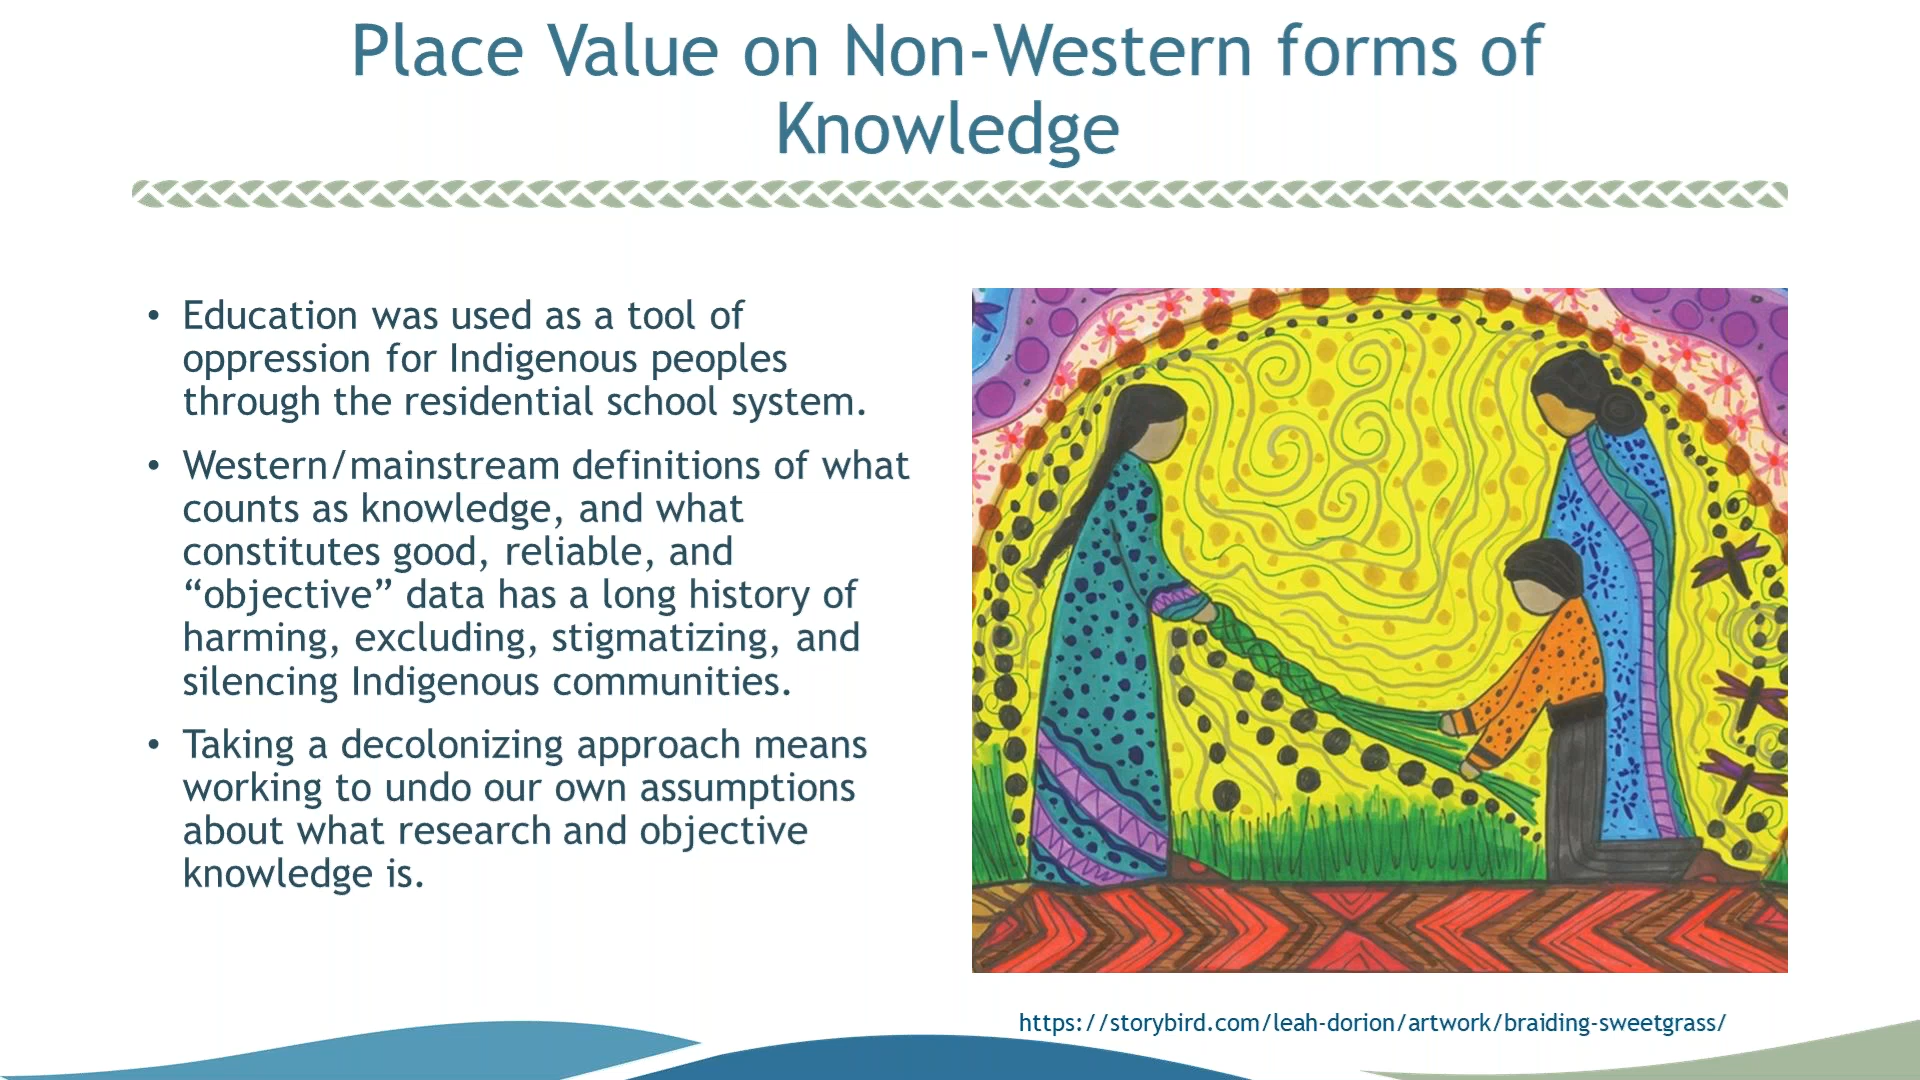 Place Value on Non-Western forms of
Knowledge
• Education was used as a tool of
oppression for Indigenous peoples
through the residential school system.
• Western/mainstream definitions of what
counts as knowledge, and what
constitutes good, reliable, and
“objective” data has a long history of
harming, excluding, stigmatizing, and
silencing Indigenous communities.
• Taking a decolonizing approach means
working to undo our own assumptions
about what research and objective
knowledge is.
https://storybird.com/leah-dorion/artwork/braiding-sweetgrass/